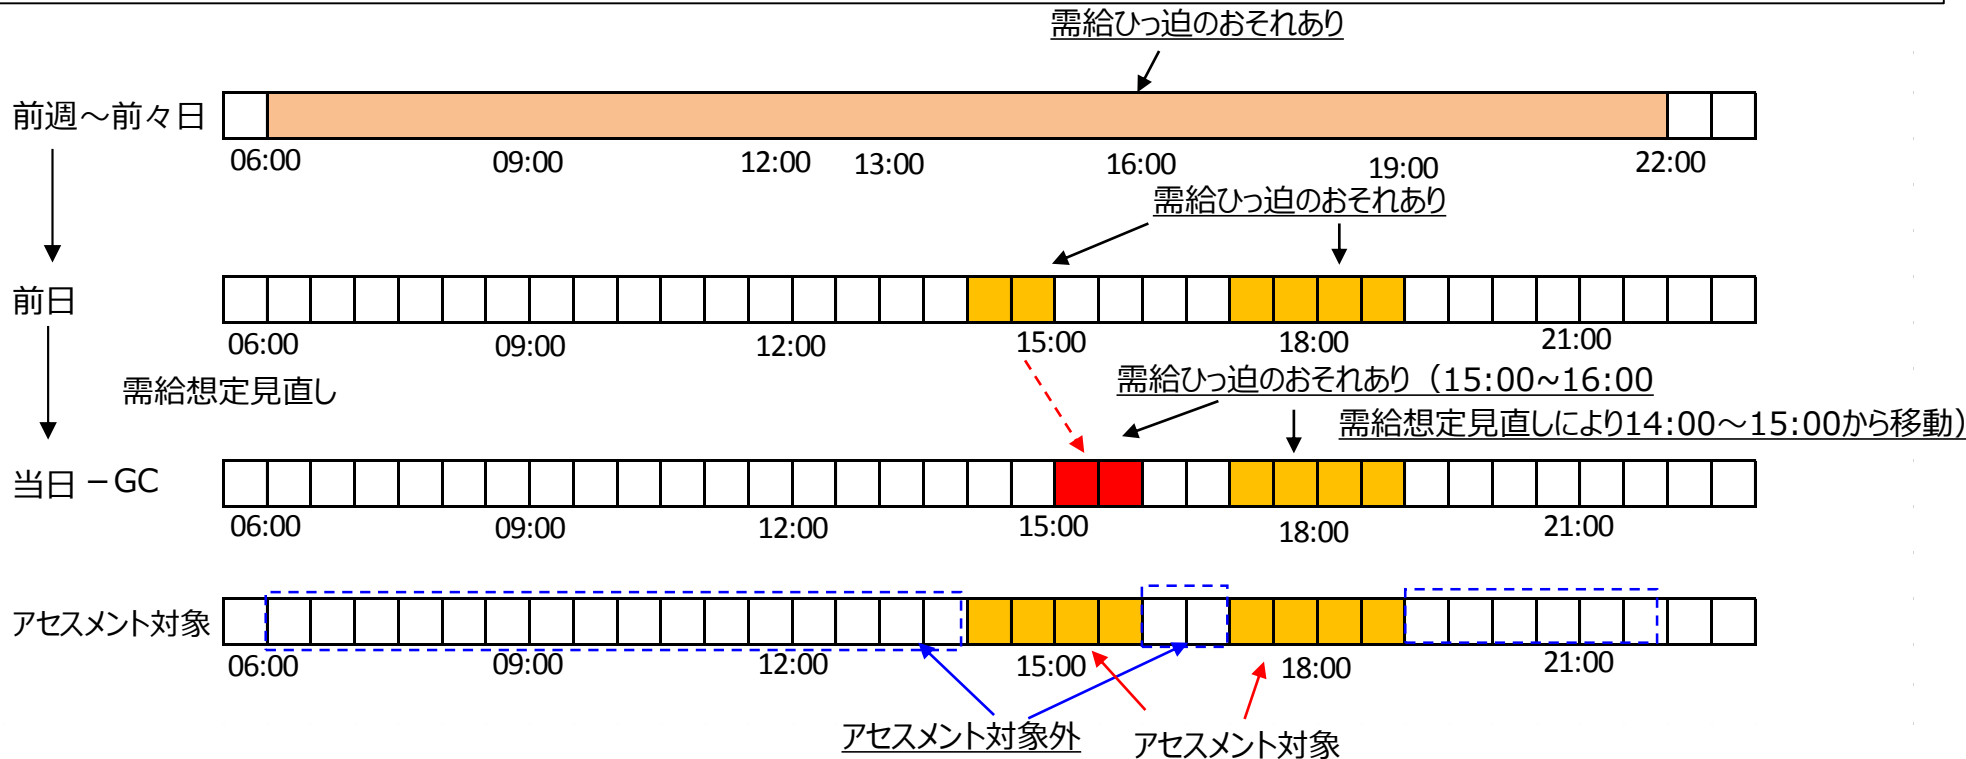 需給ひっ迫のおそれあり
前週～前々日
06:00 09:00 12:00 13:00 16:00 19:00 22:00
需給ひっ迫のおそれあり
前日
06:00 09:00 12:00 15:00 18:00 21:00
需給想定見直し
需給ひっ迫のおそれあり（15:00~16:00
需給想定見直しにより14:00～15:00から移動）
当日－GC
06:00 09:00 12:00 15:00 18:00 21:00
アセスメント対象
06:00 09:00 12:00 15:00 18:00 21:00
アセスメント対象外
アセスメント対象